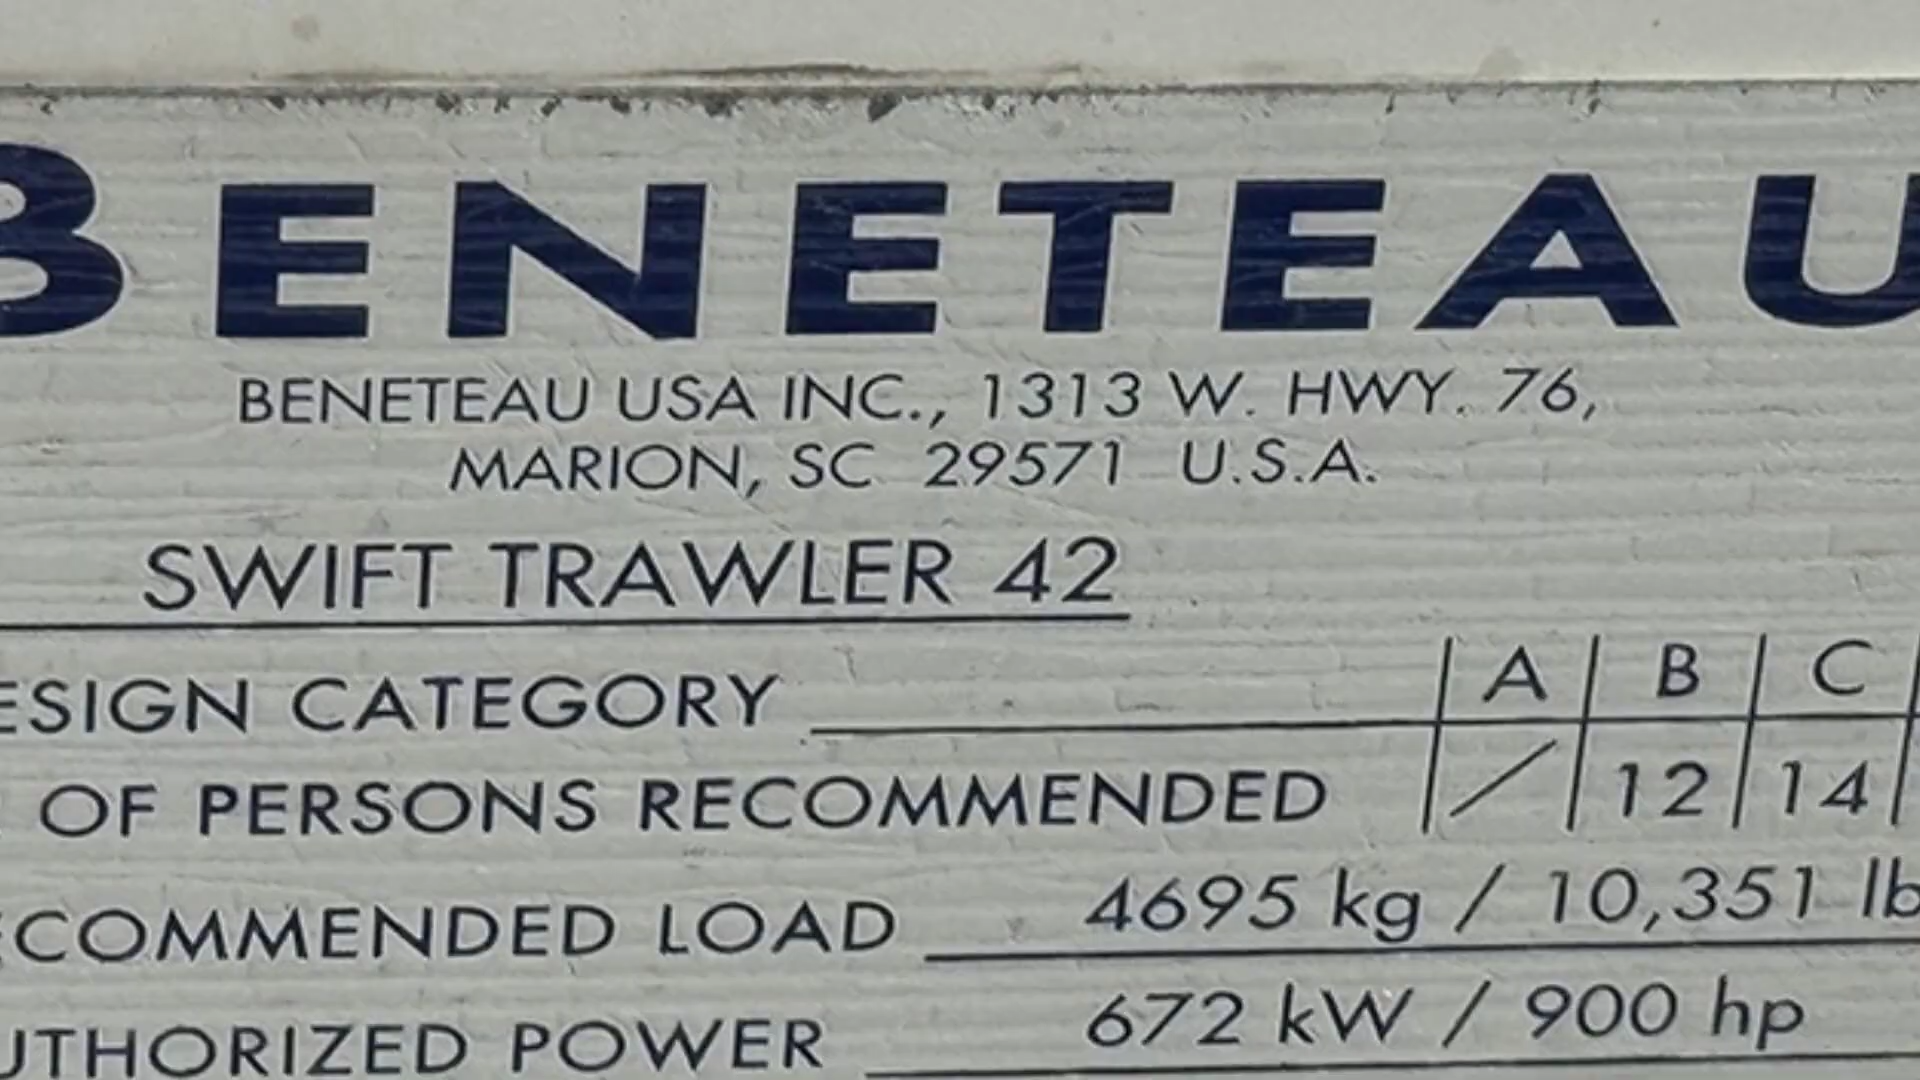 BENETEAU
BENETEAU USA INC., 1313 W. HWY. 76,
MARION, SC 29571 U.S.A.
SWIFT TRAWLER 42
ESIGN CATEGORY A B C
OF PERSONS RECOMMENDED / 12 14
ECOMMENDED LOAD 4695 kg / 10,351 lb
UTHORIZED POWER 672 kW / 900 hp